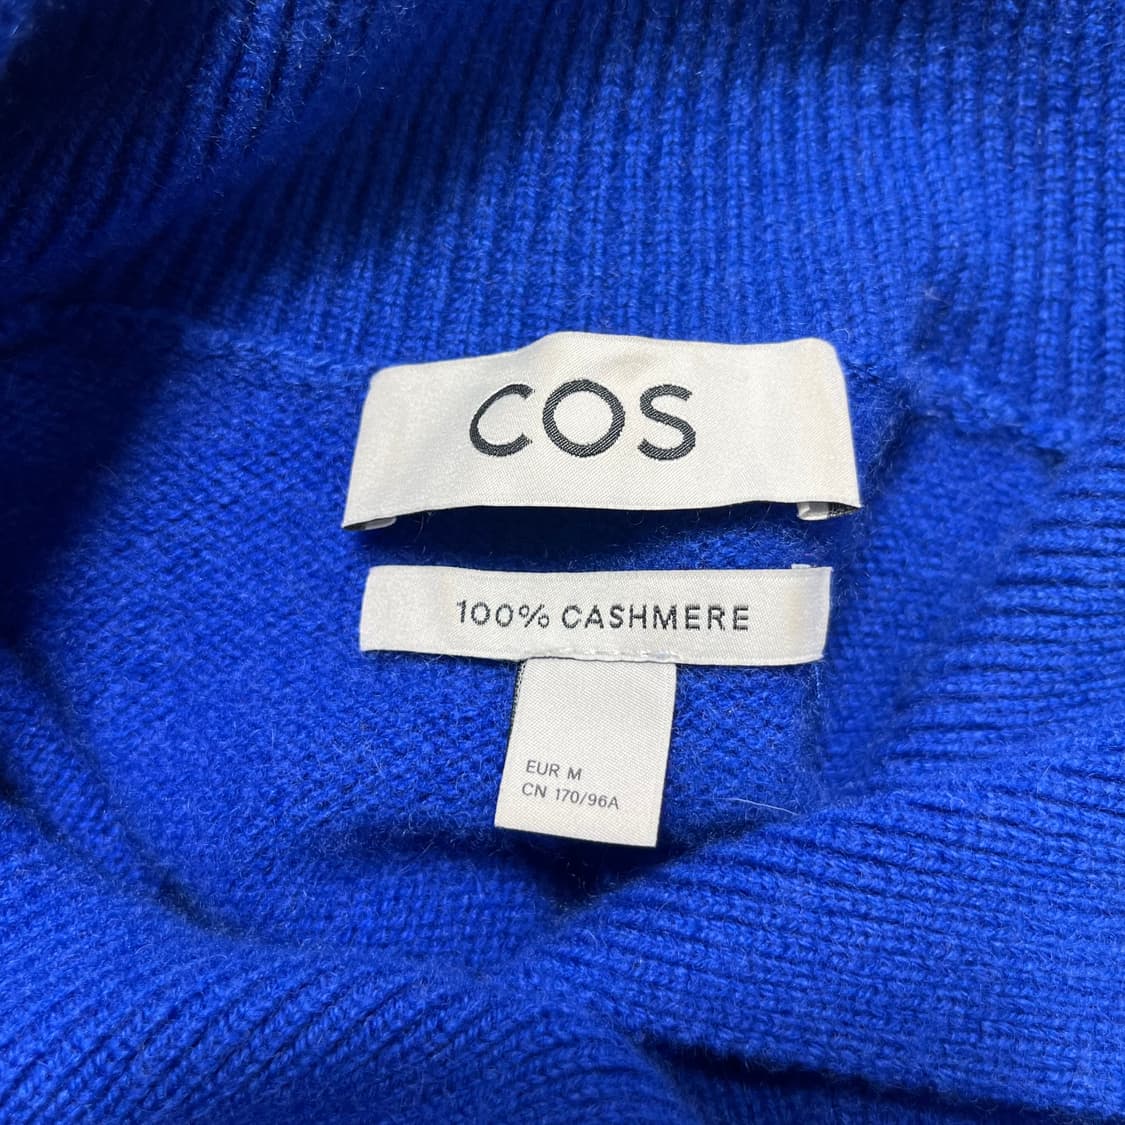 COS
100% CASHMERE
EUR M
CN 170/96A